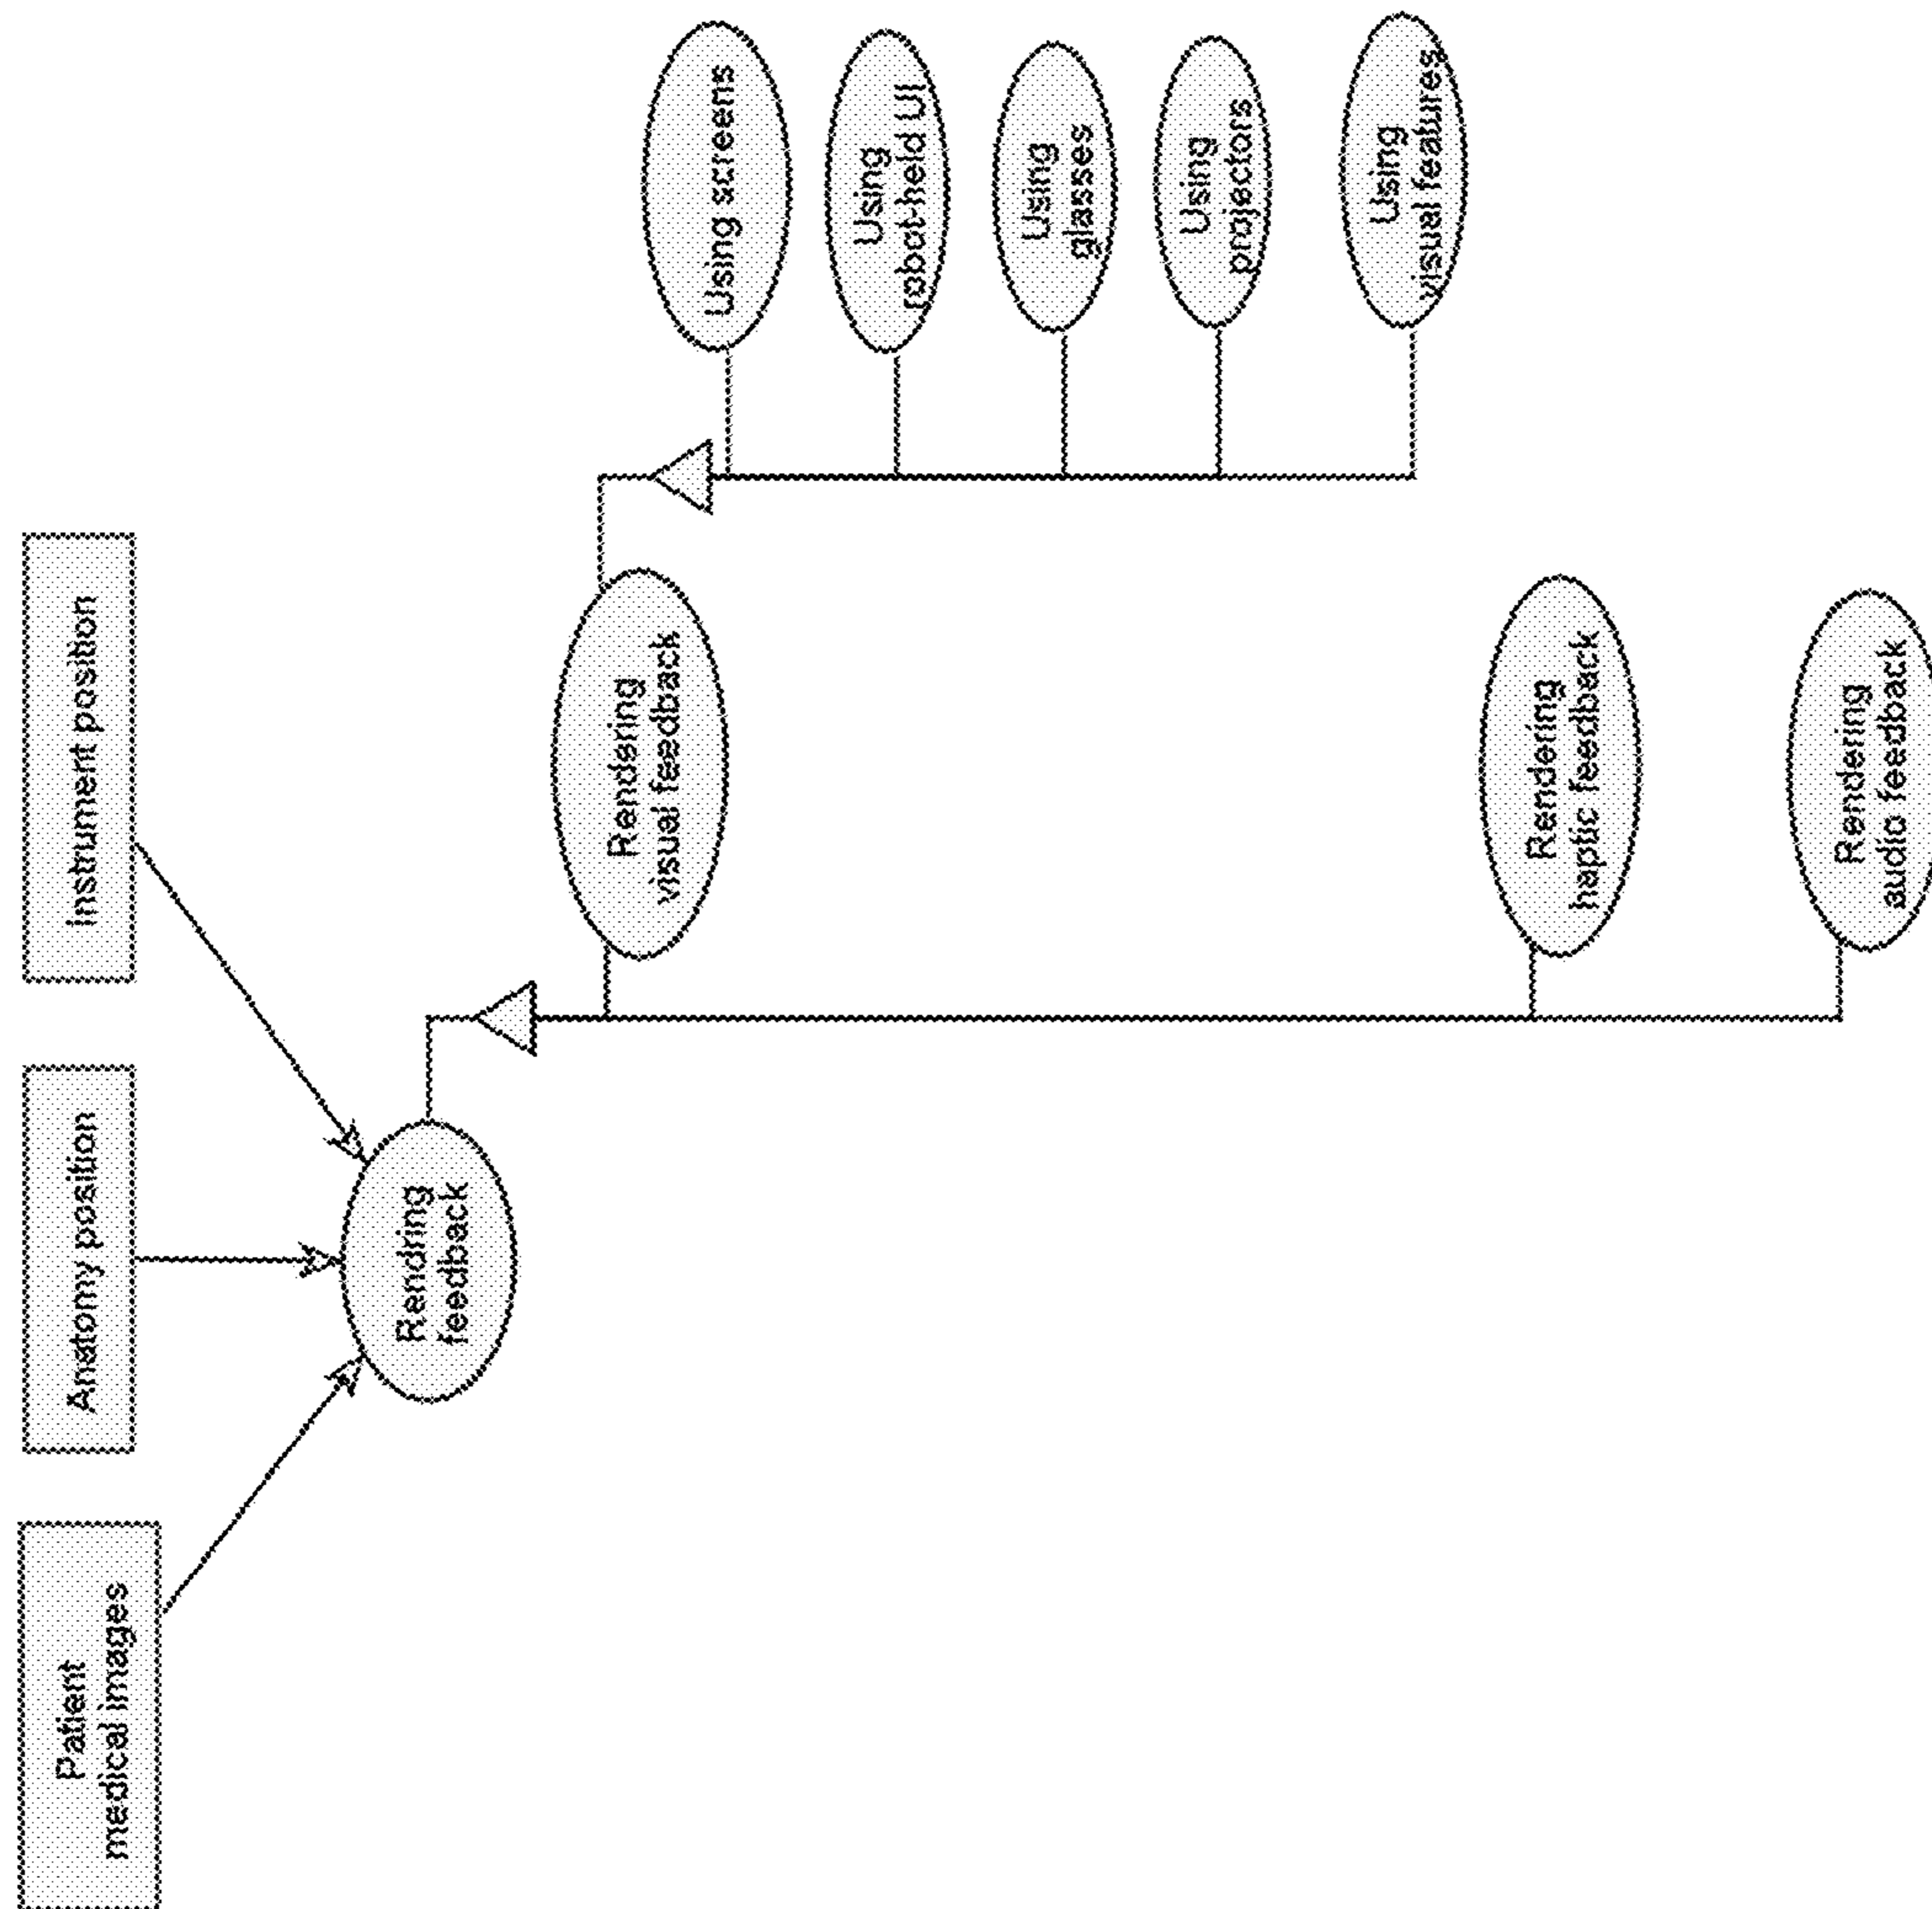 Patient
medical images
Anatomy position
Instrument position
Rendring
feedback
Rendering
visual feedback
Using screens
Using
robot-held UI
Using
glasses
Using
projectors
Using
visual features
Rendering
haptic feedback
Rendering
audio feedback